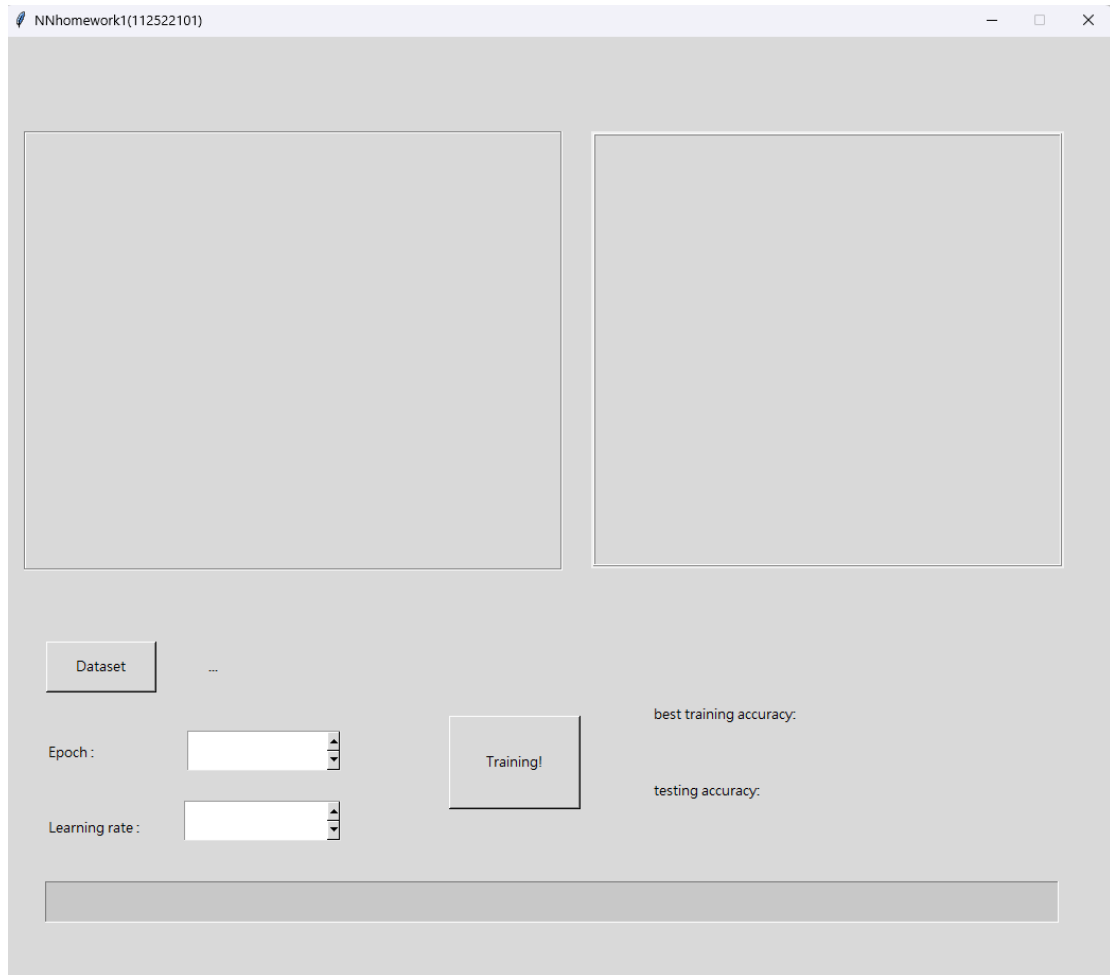 NNhomework1(112522101)
Dataset
...
best training accuracy:
Epoch :
Training!
testing accuracy:
Learning rate :